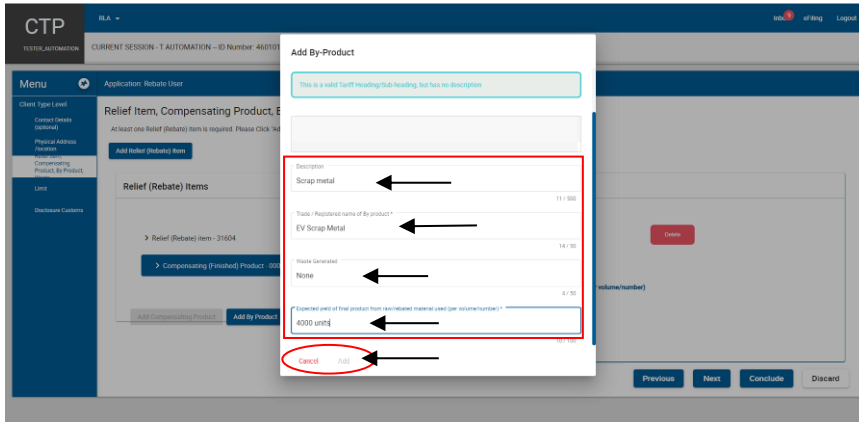 CTP
RLA
Inbox
9
eFiling
Logout
TESTER_AUTOMATION
CURRENT SESSION - T AUTOMATION – ID Number: 460101
Menu
Application: Rebate User
Client Type Level
Contact Details
(optional)
Physical Address
/location
Relief Item,
Compensating
Product, By Product,
Limit
Disclosure Customs
Relief Item, Compensating Product, B
At least one Relief (Rebate) item is required. Please Click "Ad
Add Relief (Rebate) Item
Relief (Rebate) Items
Relief (Rebate) item - 31604
Compensating (Finished) Product - 000
Add Compensating Product
Add By Product
Delete
volume/number)
Add By-Product
This is a valid Tariff Heading/Sub-heading, but has no description
Description
Scrap metal
11 / 500
Trade / Registered name of By product *
EV Scrap Metal
14 / 50
Waste Generated
None
4 / 50
Expected yield of final product from raw/rebated material used (per volume/number) *
4000 units
10 / 100
Cancel
Add
Previous
Next
Conclude
Discard